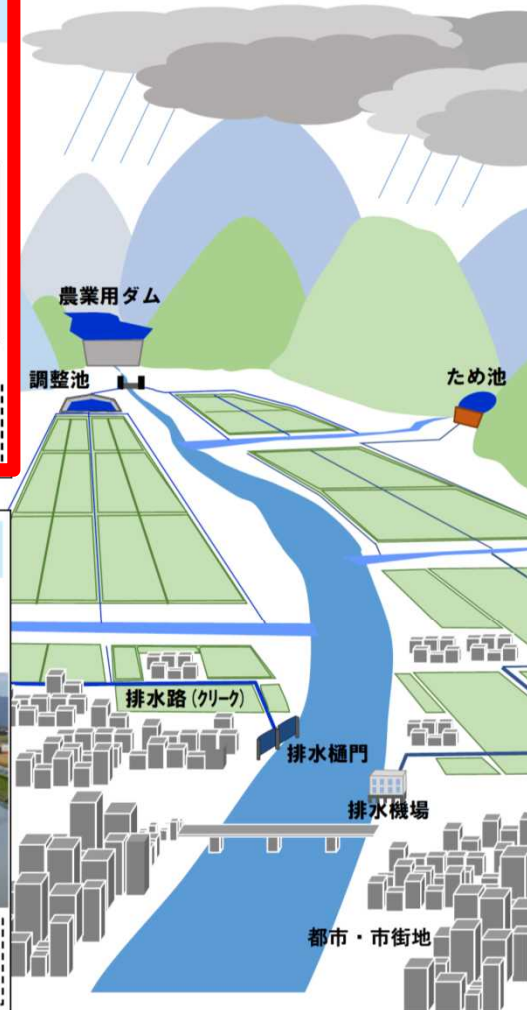 農業用ダム
調整池
ため池
排水路(クリーク)
排水樋門
排水機場
都市・市街地